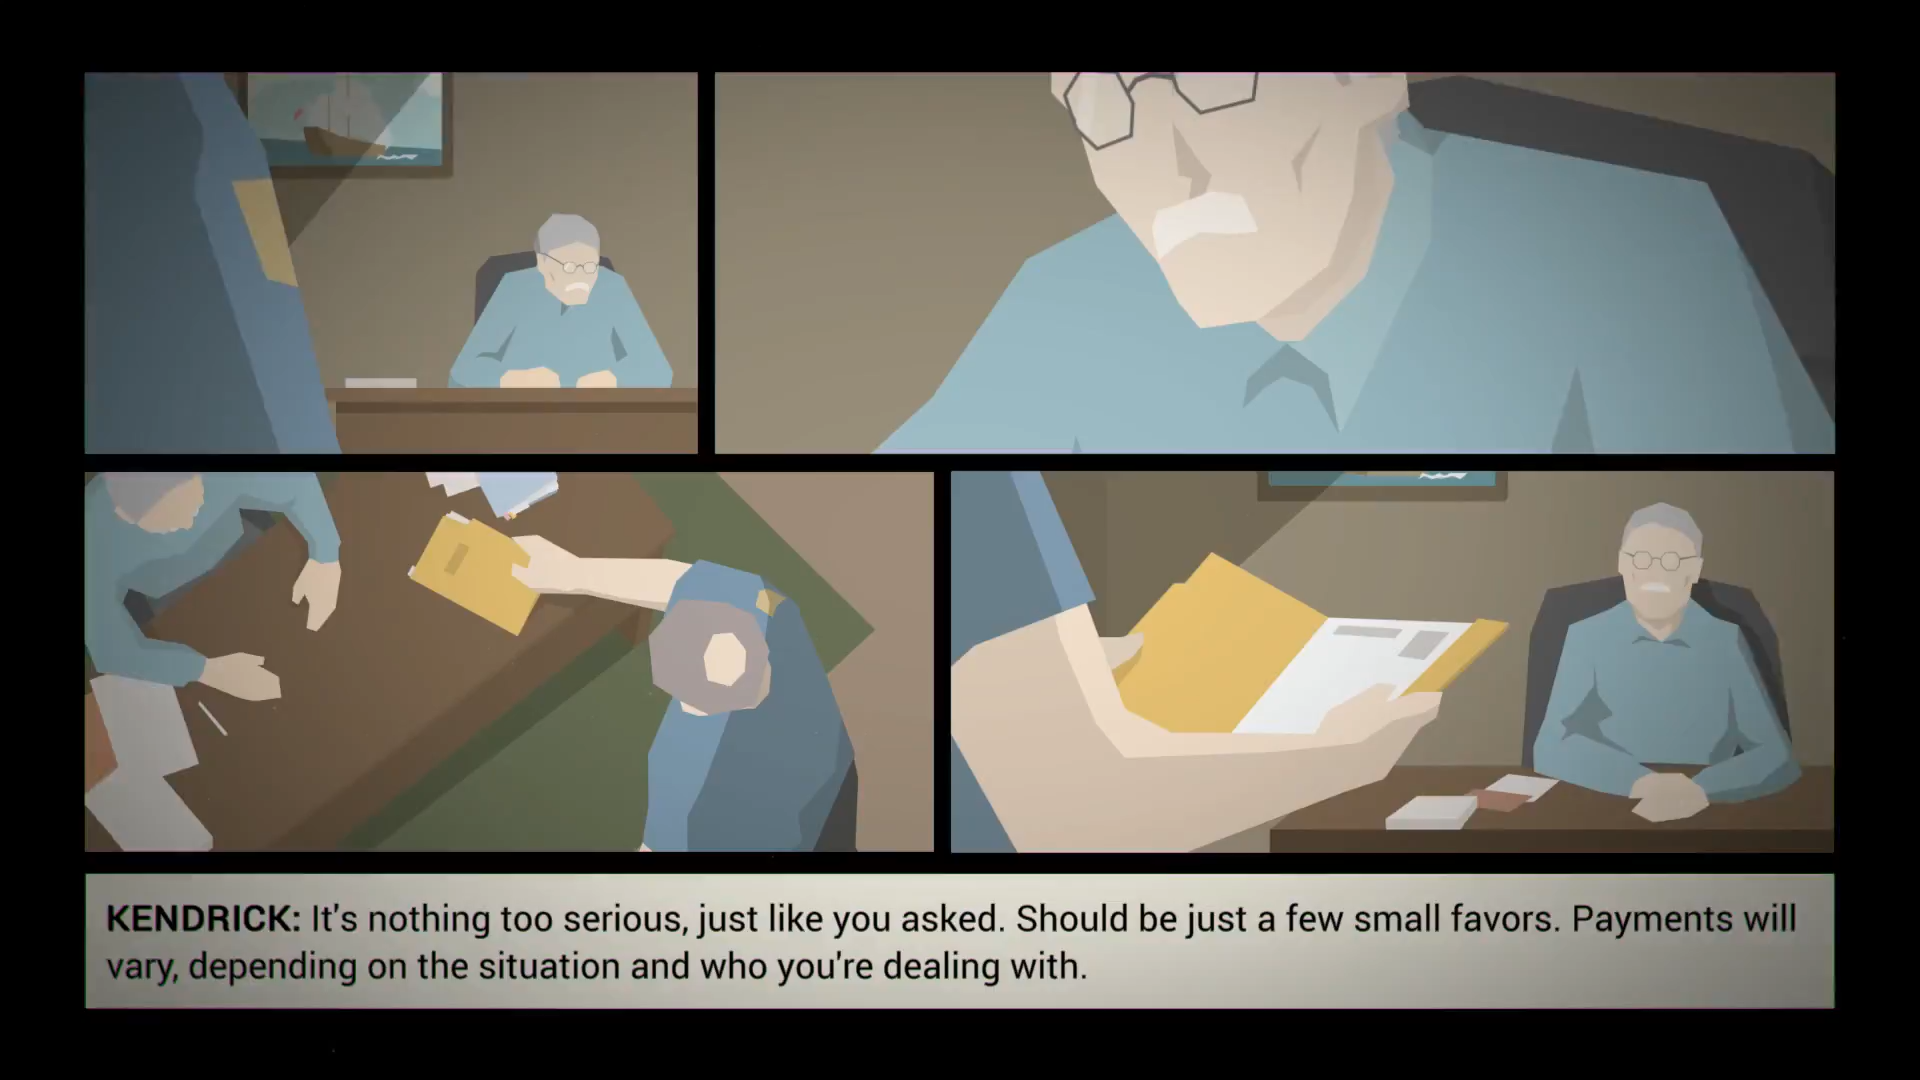 KENDRICK: It's nothing too serious, just like you asked. Should be just a few small favors. Payments will
vary, depending on the situation and who you're dealing with.